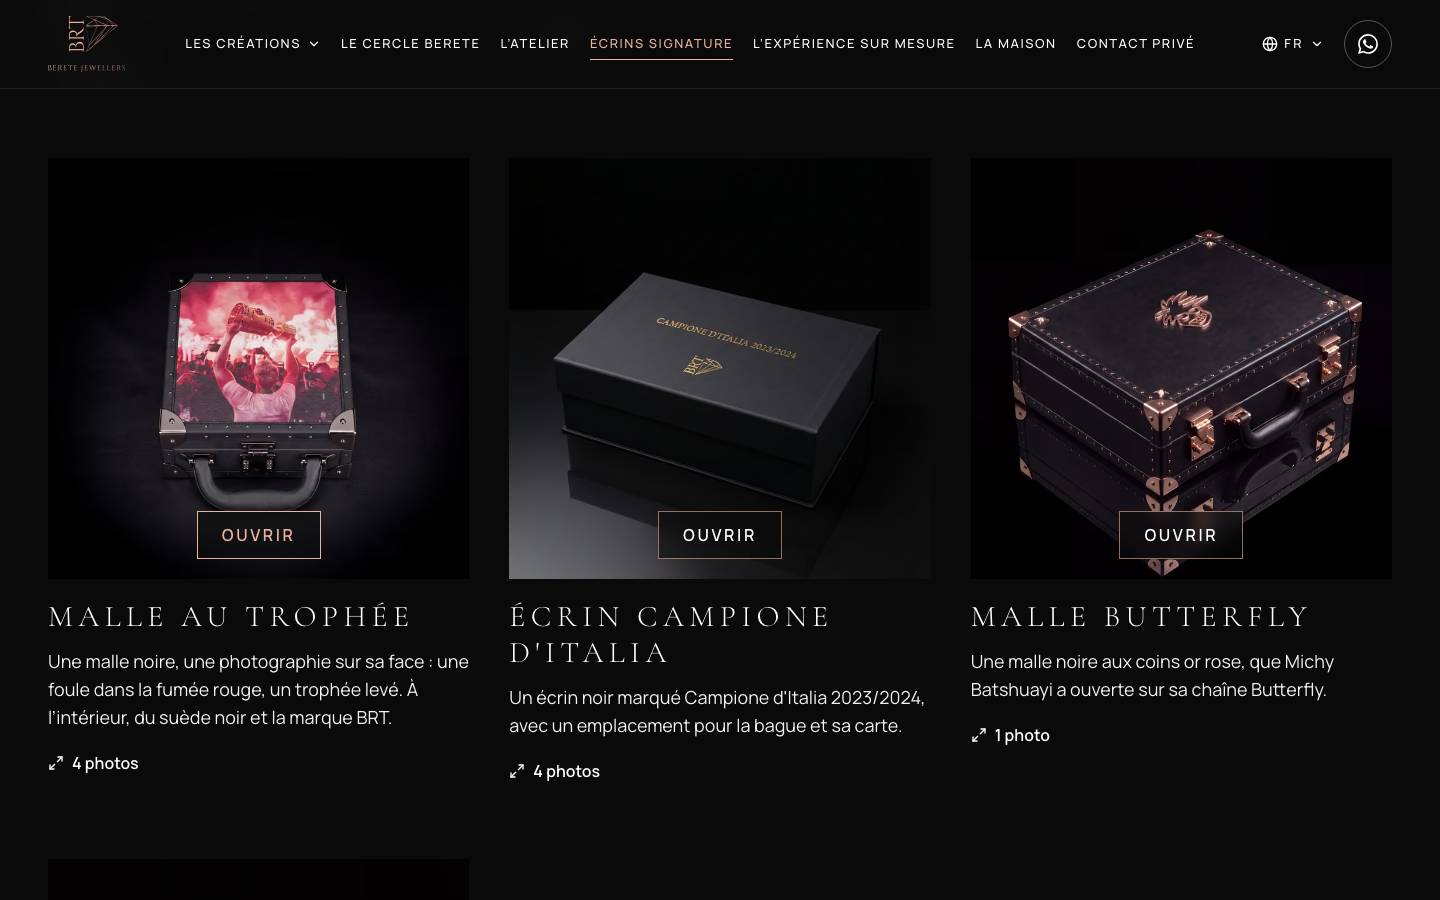 BRT
BERETE JEWELLERS
LES CRÉATIONS
LE CERCLE BERETE
L'ATELIER
ÉCRINS SIGNATURE
L'EXPÉRIENCE SUR MESURE
LA MAISON
CONTACT PRIVÉ
FR
CAMPIONE D'ITALIA 2023/2024
BRT
OUVRIR
OUVRIR
OUVRIR
MALLE AU TROPHÉE
Une malle noire, une photographie sur sa face : une
foule dans la fumée rouge, un trophée levé. À
l'intérieur, du suède noir et la marque BRT.
4 photos
ÉCRIN CAMPIONE
D'ITALIA
Un écrin noir marqué Campione d'Italia 2023/2024,
avec un emplacement pour la bague et sa carte.
4 photos
MALLE BUTTERFLY
Une malle noire aux coins or rose, que Michy
Batshuayi a ouverte sur sa chaîne Butterfly.
1 photo